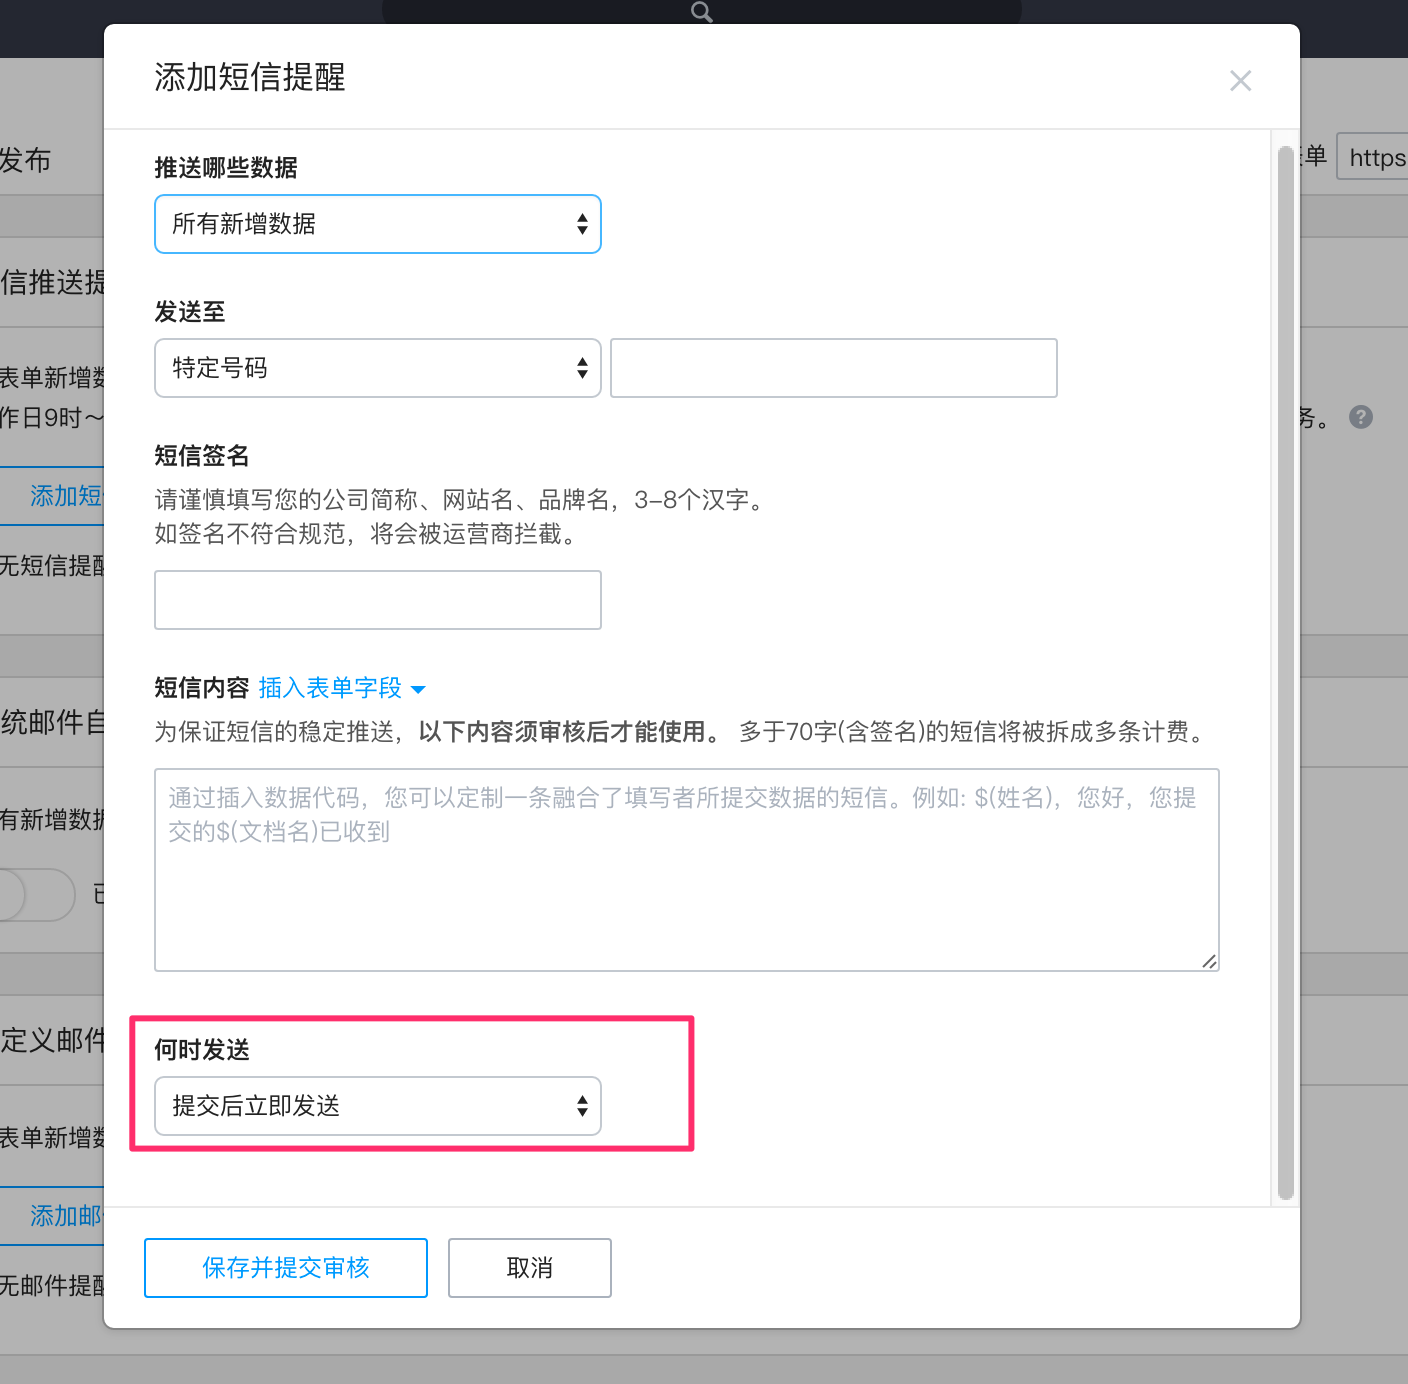 添加短信提醒
发布
单
https
推送哪些数据
所有新增数据
信推送提
发送至
特定号码
表单新增数
作日9时～
务。
?
短信签名
请谨慎填写您的公司简称、网站名、品牌名，3-8个汉字。
如签名不符合规范，将会被运营商拦截。
添加短
无短信提醒
短信内容 插入表单字段
为保证短信的稳定推送，以下内容须审核后才能使用。 多于70字(含签名)的短信将被拆成多条计费。
统邮件自
通过插入数据代码，您可以定制一条融合了填写者所提交数据的短信。例如: $(姓名)，您好，您提
交的$(文档名)已收到
有新增数据
已
何时发送
提交后立即发送
定义邮件
表单新增数
添加邮
无邮件提醒
保存并提交审核
取消